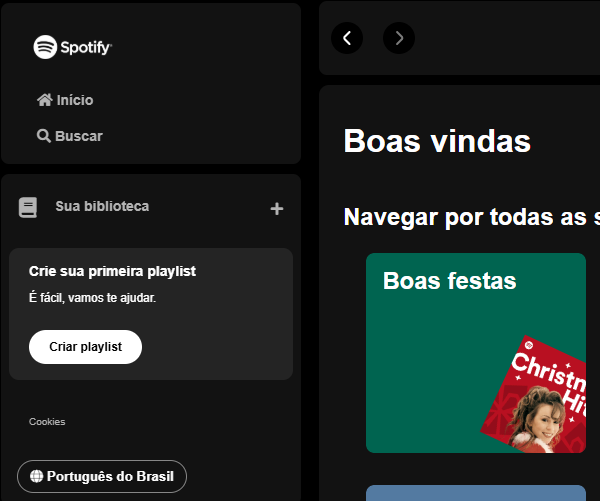 Spotify
Início
Buscar
Sua biblioteca
Crie sua primeira playlist
É fácil, vamos te ajudar.
Criar playlist
Cookies
Português do Brasil
Boas vindas
Navegar por todas as s
Boas festas
Christm
Hit